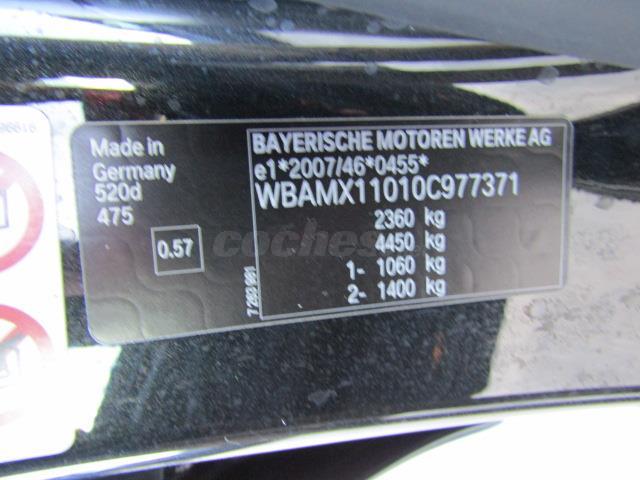 Made in
Germany
520d
475
0.57
BAYERISCHE MOTOREN WERKE AG
e1*2007/46*0455*
WBAMX11010C977371
2360 kg
4450 kg
1- 1060 kg
2- 1400 kg
coches